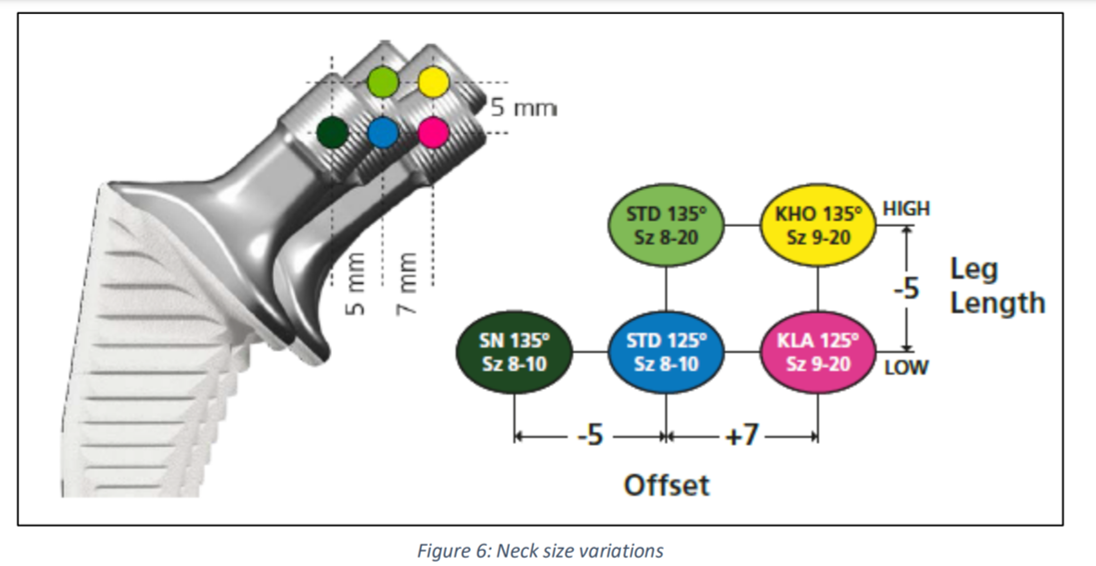 5 mm
5 mm
7 mm
STD 135°
Sz 8-20
KHO 135°
Sz 9-20
HIGH
-5
Leg
Length
SN 135°
Sz 8-10
STD 125°
Sz 8-10
KLA 125°
Sz 9-20
LOW
-5
+7
Offset
Figure 6: Neck size variations